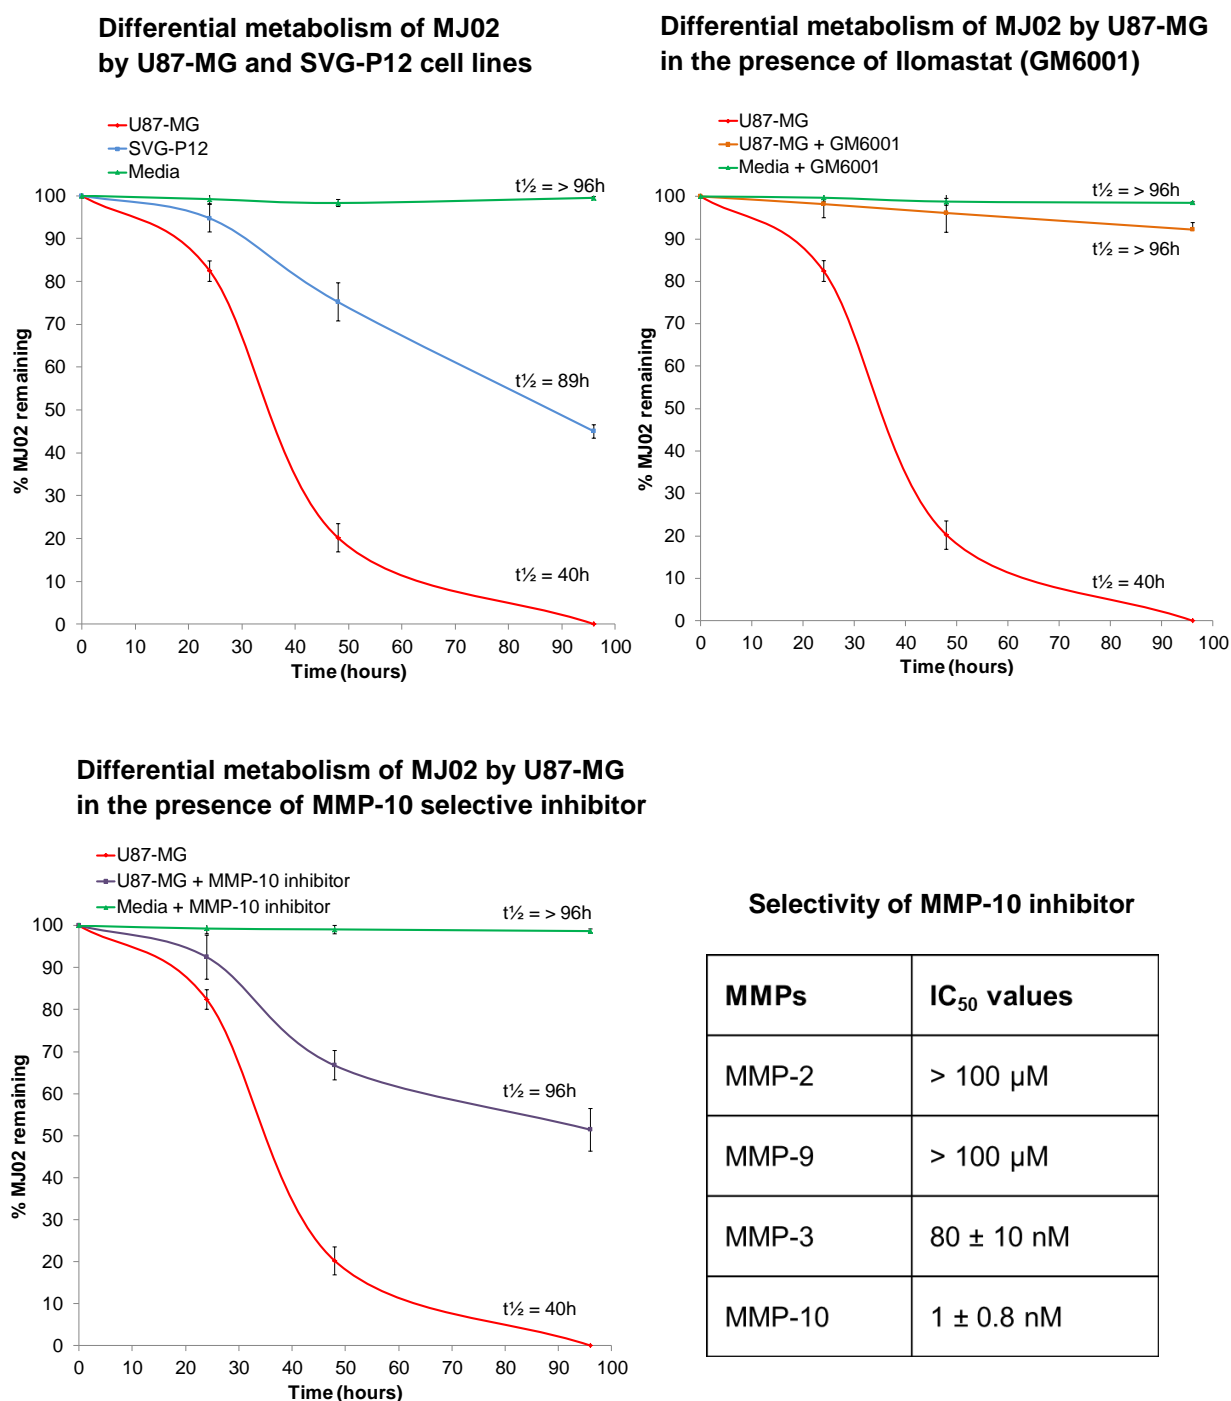 Differential metabolism of MJ02
by U87-MG and SVG-P12 cell lines
U87-MG
SVG-P12
Media
100
90
80
70
60
50
40
30
20
10
0
% MJ02 remaining
t½ = > 96h
t½ = 89h
t½ = 40h
0 10 20 30 40 50 60 70 80 90 100
Time (hours)
Differential metabolism of MJ02 by U87-MG
in the presence of Ilomastat (GM6001)
U87-MG
U87-MG + GM6001
Media + GM6001
100
90
80
70
60
50
40
30
20
10
0
% MJ02 remaining
t½ = > 96h
t½ = > 96h
t½ = 40h
0 10 20 30 40 50 60 70 80 90 100
Time (hours)
Differential metabolism of MJ02 by U87-MG
in the presence of MMP-10 selective inhibitor
U87-MG
U87-MG + MMP-10 inhibitor
Media + MMP-10 inhibitor
100
90
80
70
60
50
40
30
20
10
0
% MJ02 remaining
t½ = > 96h
t½ = 96h
t½ = 40h
0 10 20 30 40 50 60 70 80 90 100
Time (hours)
Selectivity of MMP-10 inhibitor
MMPs IC₅₀ values
MMP-2 > 100 µM
MMP-9 > 100 µM
MMP-3 80 ± 10 nM
MMP-10 1 ± 0.8 nM